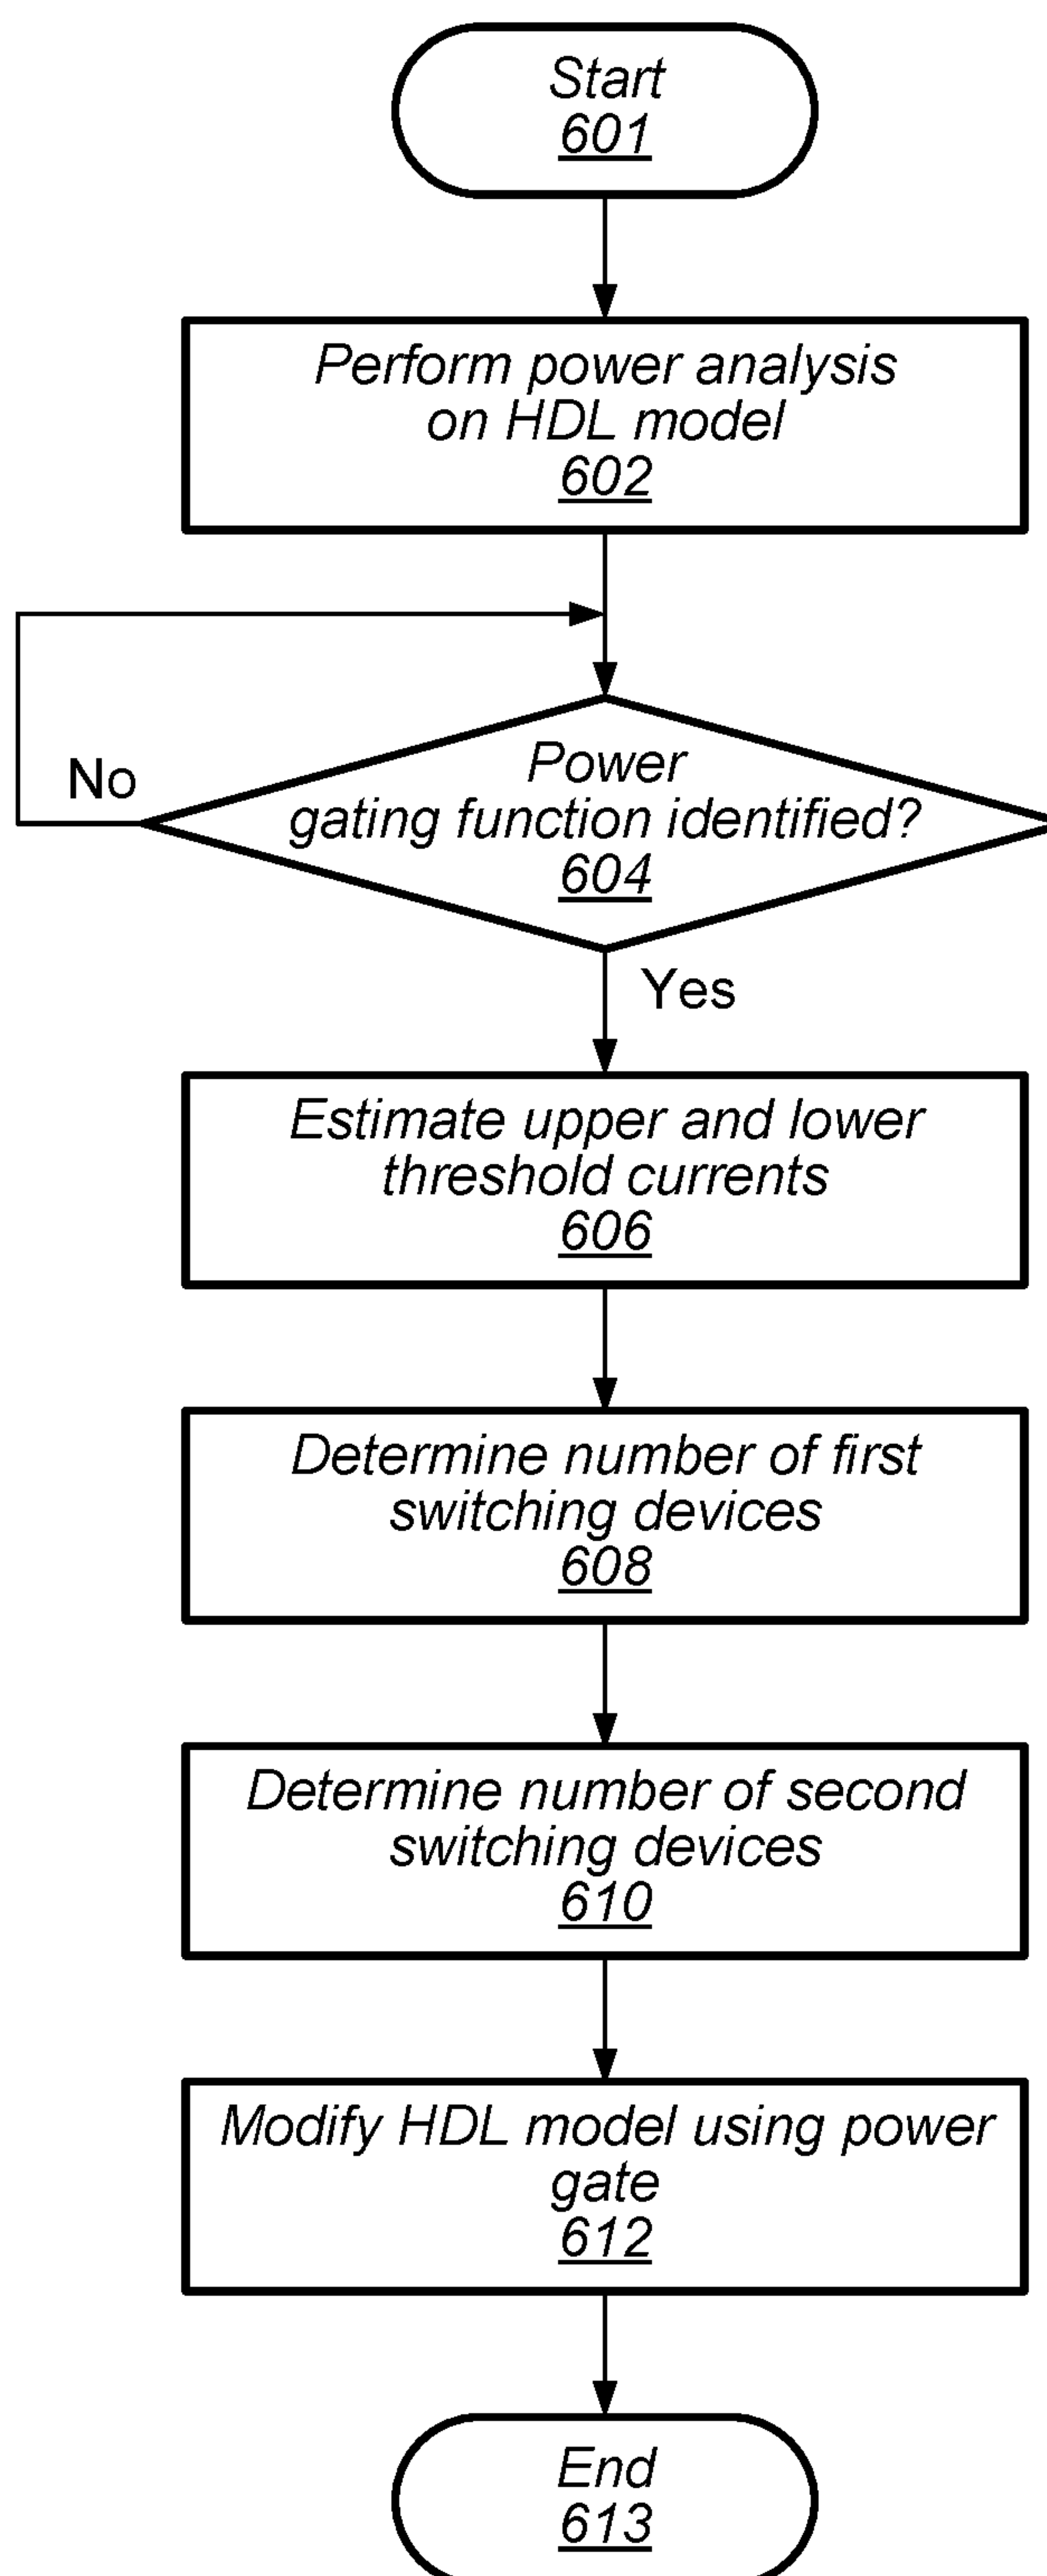 Start
601
Perform power analysis
on HDL model
602
Power
gating function identified?
604
No
Yes
Estimate upper and lower
threshold currents
606
Determine number of first
switching devices
608
Determine number of second
switching devices
610
Modify HDL model using power
gate
612
End
613